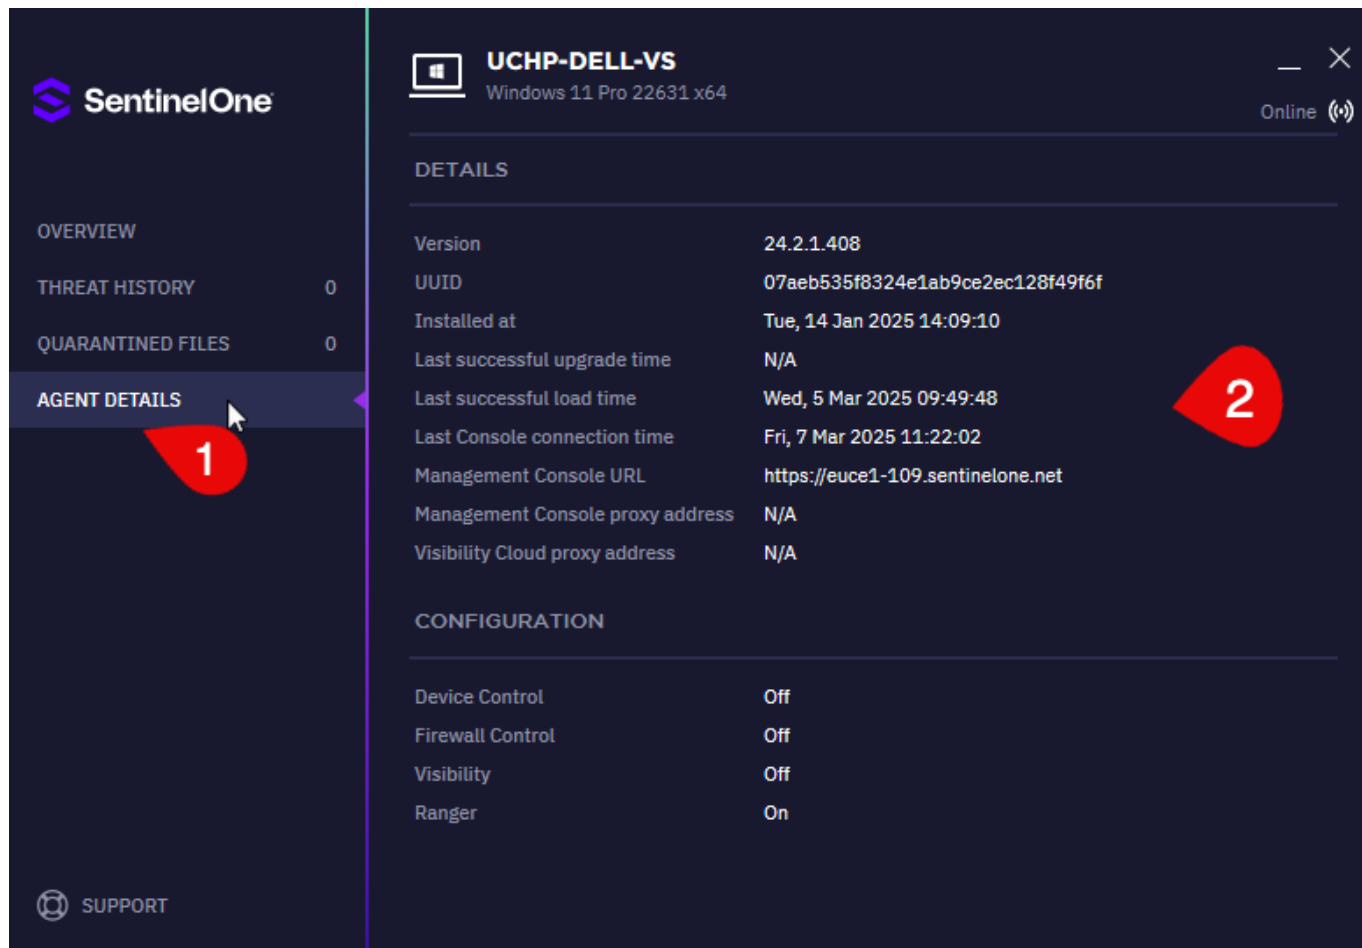 SentinelOne
OVERVIEW
THREAT HISTORY 0
QUARANTINED FILES 0
AGENT DETAILS
1
SUPPORT
UCHP-DELL-VS
Windows 11 Pro 22631 x64
Online
DETAILS
Version 24.2.1.408
UUID 07aeb535f8324e1ab9ce2ec128f49f6f
Installed at Tue, 14 Jan 2025 14:09:10
Last successful upgrade time N/A
Last successful load time Wed, 5 Mar 2025 09:49:48
Last Console connection time Fri, 7 Mar 2025 11:22:02
Management Console URL https://euce1-109.sentinelone.net
Management Console proxy address N/A
Visibility Cloud proxy address N/A
2
CONFIGURATION
Device Control Off
Firewall Control Off
Visibility Off
Ranger On